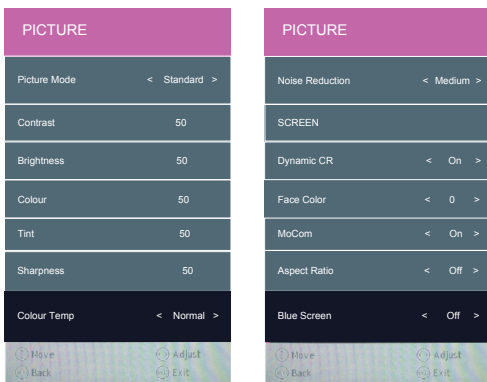 PICTURE
Picture Mode < Standard >
Contrast 50
Brightness 50
Colour 50
Tint 50
Sharpness 50
Colour Temp < Normal >
Move Adjust
Back Exit
PICTURE
Noise Reduction < Medium >
SCREEN
Dynamic CR < On >
Face Color < 0 >
MoCom < On >
Aspect Ratio < Off >
Blue Screen < Off >
Move Adjust
Back Exit